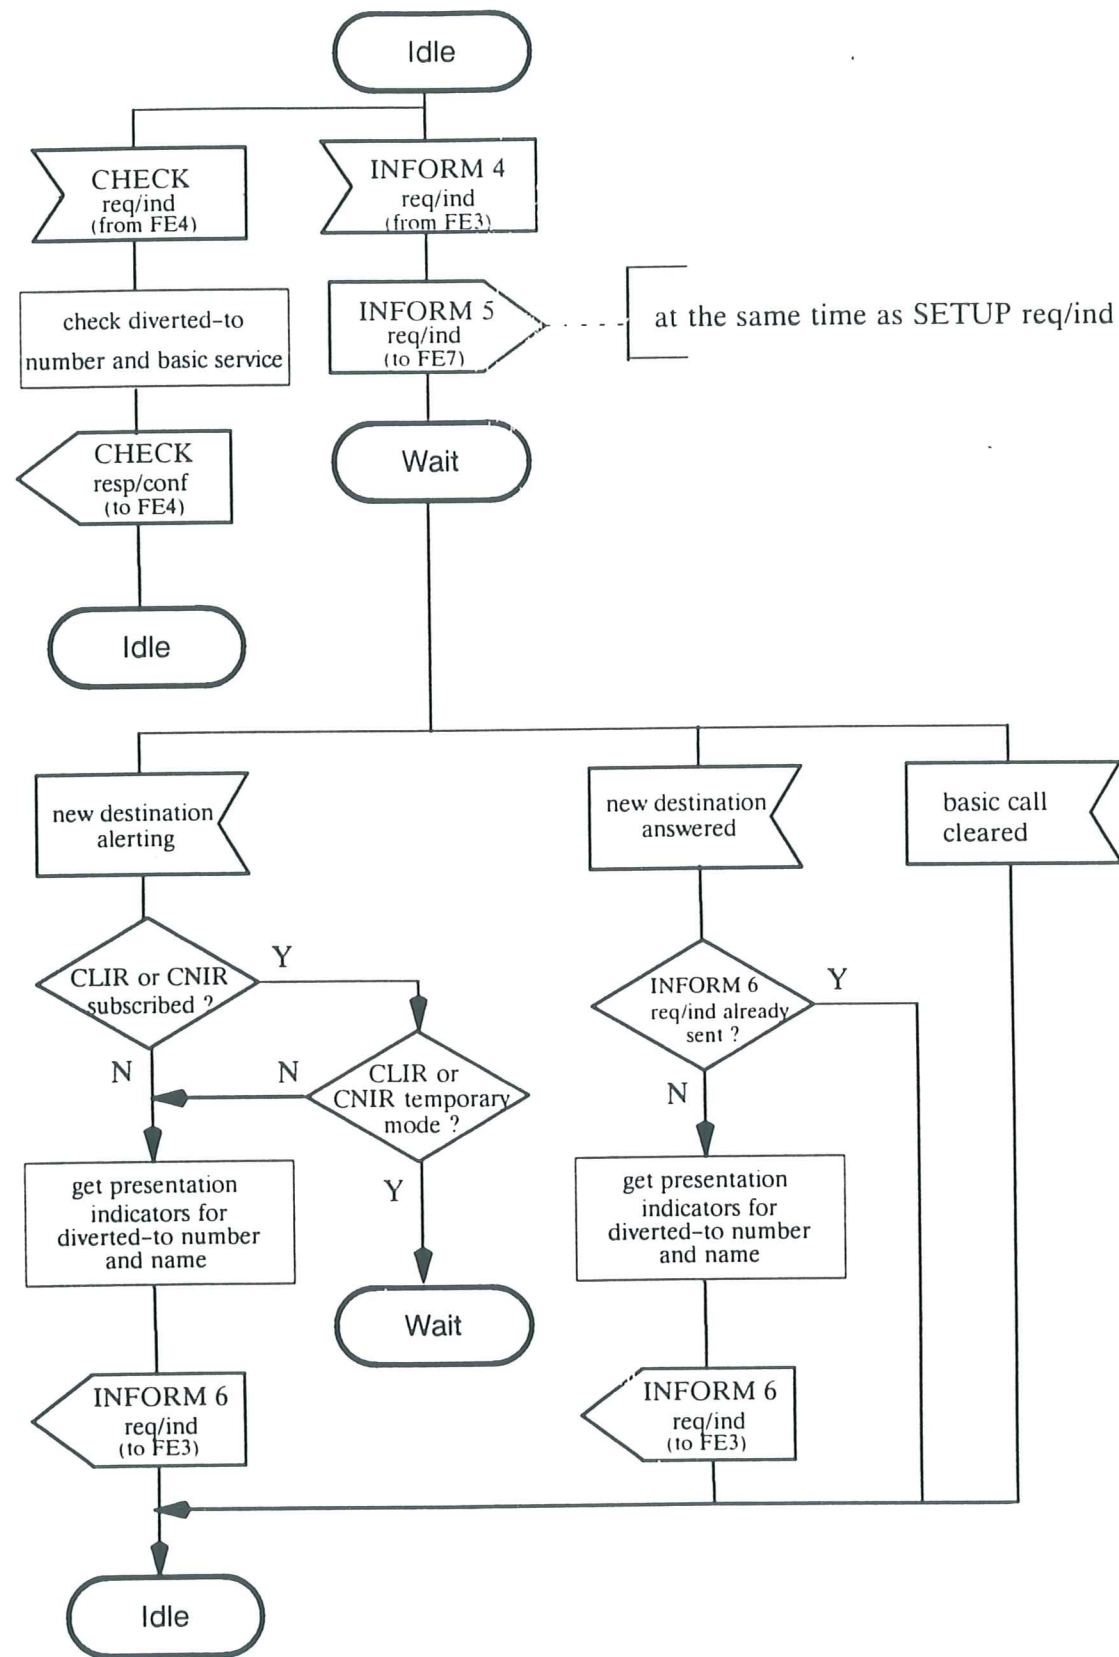 Idle
CHECK
req/ind
(from FE4)
INFORM 4
req/ind
(from FE3)
check diverted-to
number and basic service
INFORM 5
req/ind
(to FE7)
at the same time as SETUP req/ind
CHECK
resp/conf
(to FE4)
Wait
Idle
new destination
alerting
new destination
answered
basic call
cleared
CLIR or CNIR
subscribed ?
Y
N
CLIR or
CNIR temporary
mode ?
N
Y
INFORM 6
req/ind already
sent ?
Y
N
get presentation
indicators for
diverted-to number
and name
Wait
get presentation
indicators for
diverted-to number
and name
INFORM 6
req/ind
(to FE3)
INFORM 6
req/ind
(to FE3)
Idle